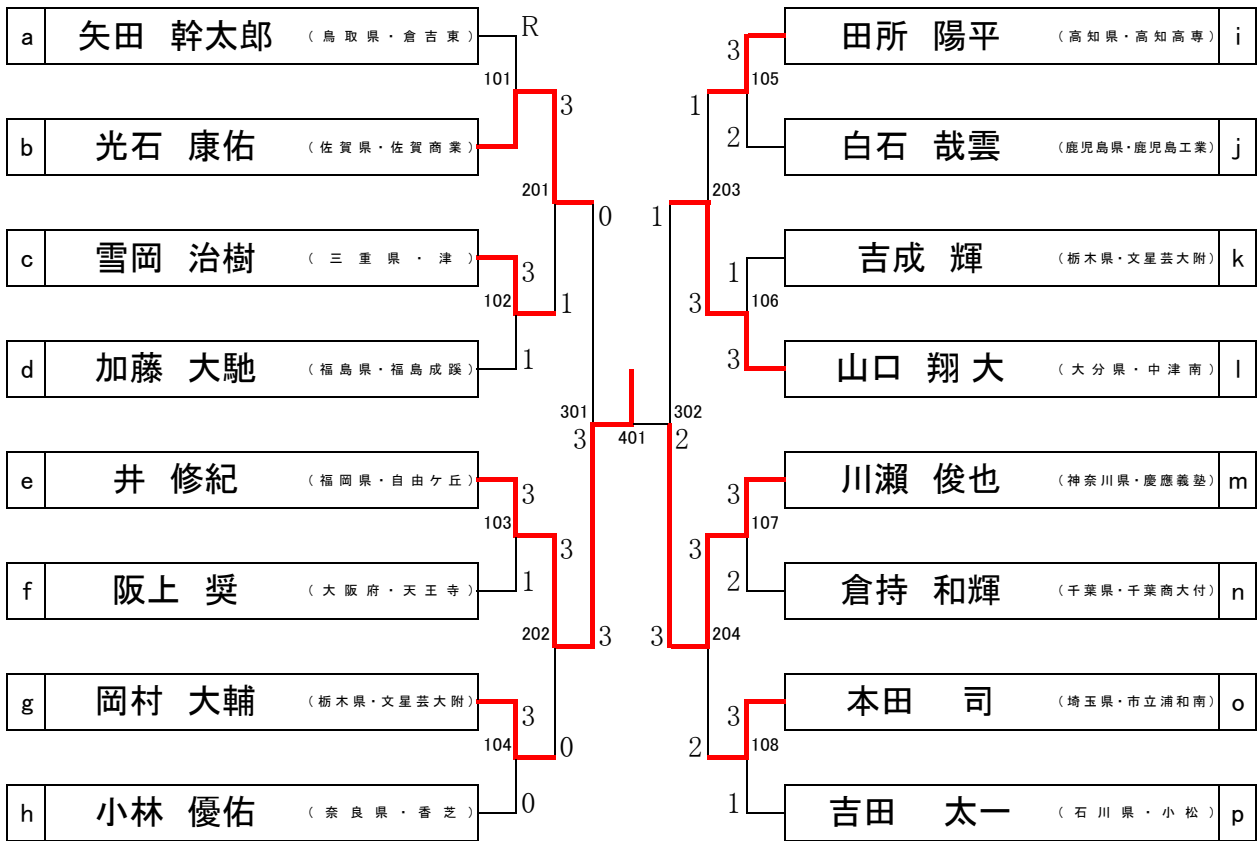 a 矢田 幹太郎 (鳥取県・倉吉東) R
101
3
b 光石 康佑 (佐賀県・佐賀商業)
201
0
c 雪岡 治樹 (三重県・津) 3
102
1
d 加藤 大馳 (福島県・福島成蹊) 1
301
3
401
e 井 修紀 (福岡県・自由ケ丘) 3
103
3
f 阪上 奨 (大阪府・天王寺) 1
202
3
g 岡村 大輔 (栃木県・文星芸大附) 3
104
0
h 小林 優佑 (奈良県・香芝) 0
3 田所 陽平 (高知県・高知高専) i
105
1
2 白石 哉雲 (鹿児島県・鹿児島工業) j
203
1
1 吉成 輝 (栃木県・文星芸大附) k
106
3
3 山口 翔大 (大分県・中津南) l
302
2
3 川瀬 俊也 (神奈川県・慶應義塾) m
107
3
2 倉持 和輝 (千葉県・千葉商大付) n
204
3
3 本田 司 (埼玉県・市立浦和南) o
108
2
1 吉田 太一 (石川県・小松) p